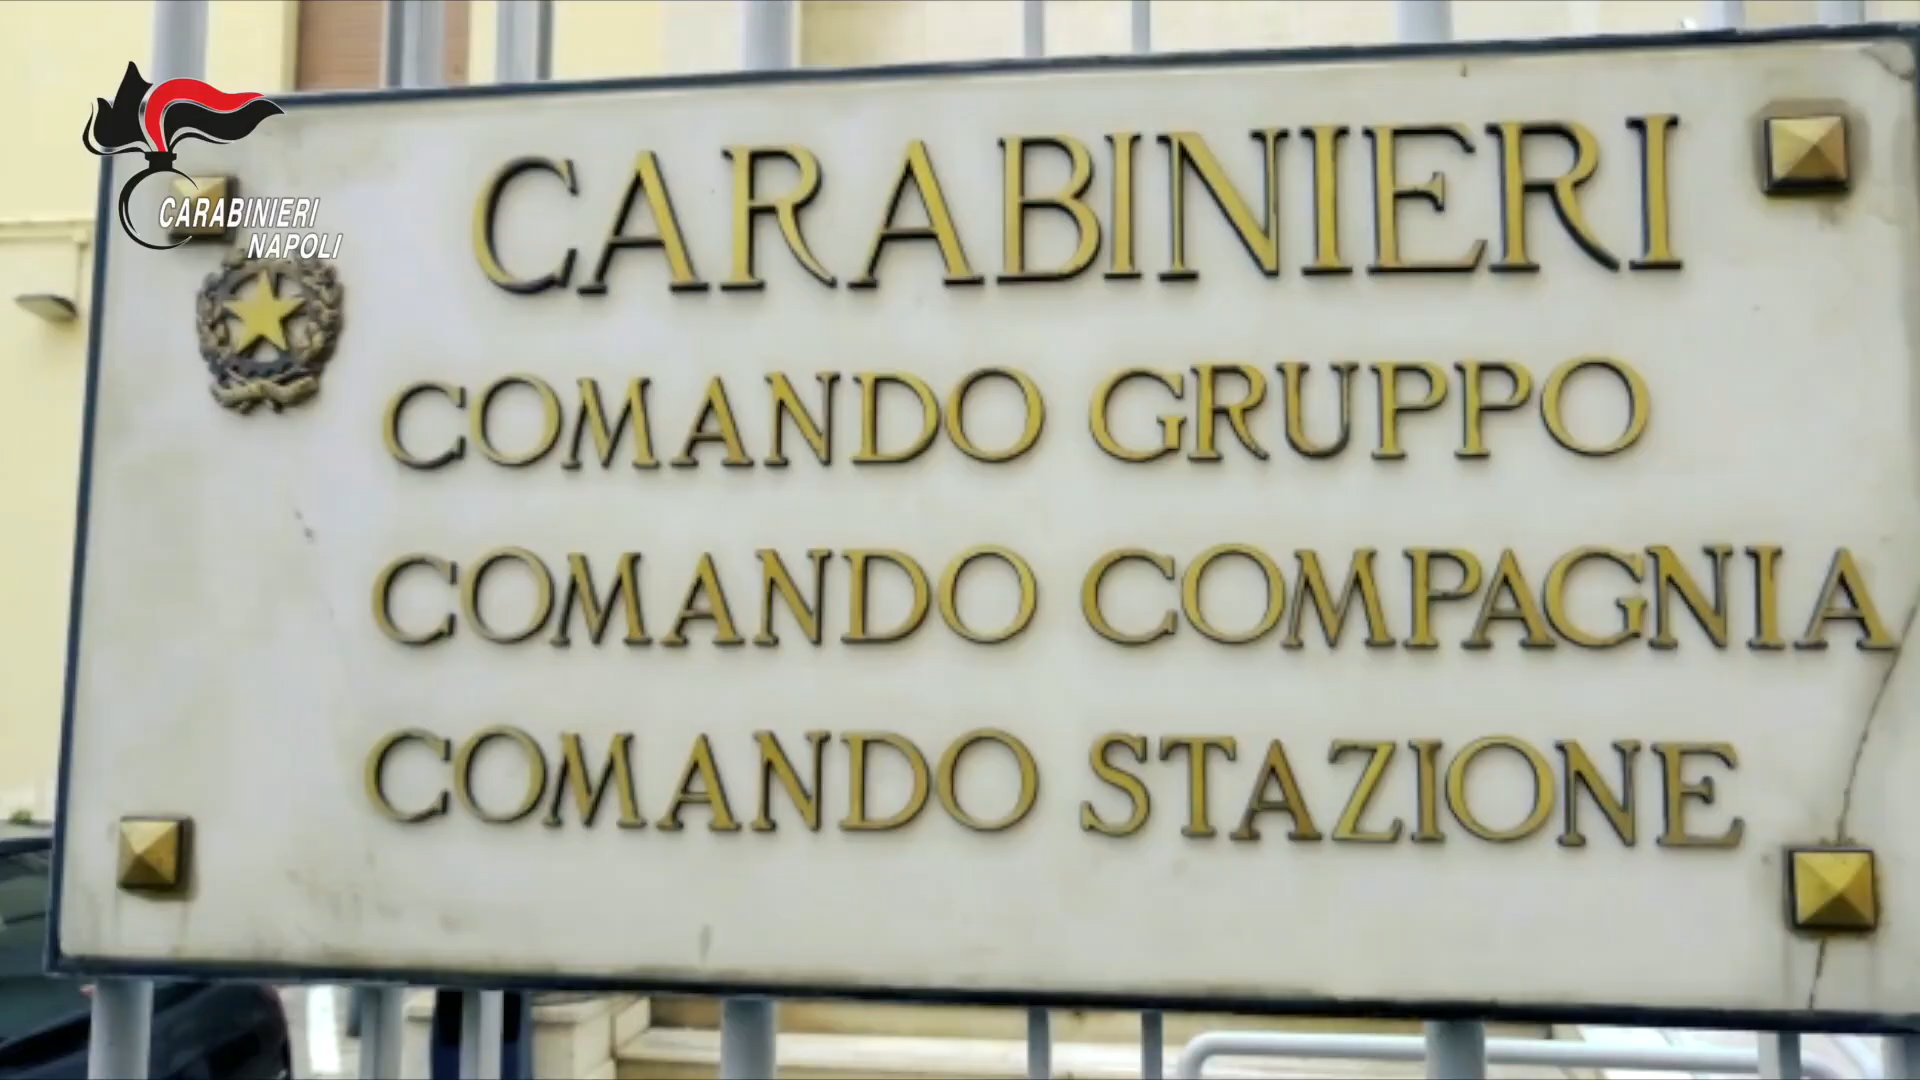 CARABINIERI
NAPOLI
CARABINIERI
COMANDO GRUPPO
COMANDO COMPAGNIA
COMANDO STAZIONE